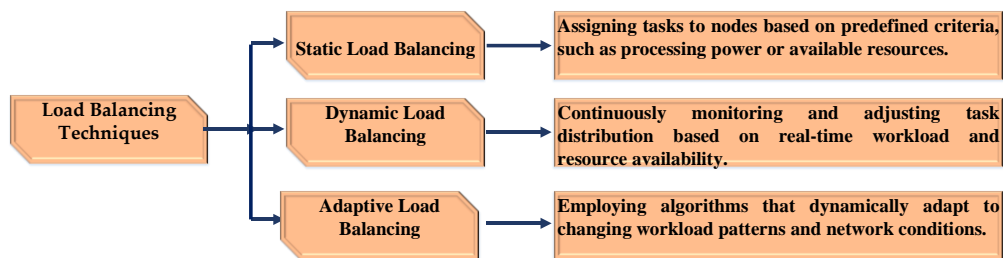 Load Balancing
Techniques
Static Load Balancing
Assigning tasks to nodes based on predefined criteria,
such as processing power or available resources.
Dynamic Load
Balancing
Continuously monitoring and adjusting task
distribution based on real-time workload and
resource availability.
Adaptive Load
Balancing
Employing algorithms that dynamically adapt to
changing workload patterns and network conditions.